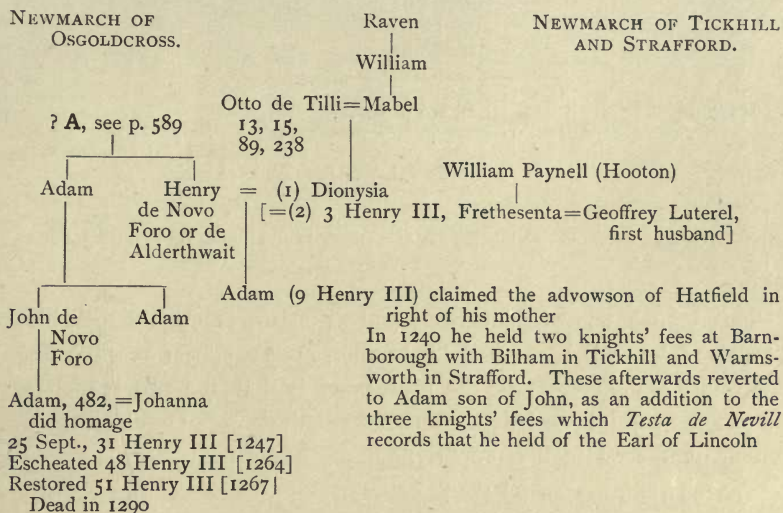 NEWMARCH OF
OSGOLDCROSS.
NEWMARCH OF TICKHILL
AND STRAFFORD.
Raven
William
Otto de Tilli=Mabel
13, 15,
89, 238
? A, see p. 589
William Paynell (Hooton)
Adam Henry = (1) Dionysia
de Novo [=(2) 3 Henry III, Frethesenta=Geoffrey Luterel,
Foro or de first husband]
Alderthwait
John de Adam
Novo
Foro
Adam (9 Henry III) claimed the advowson of Hatfield in
right of his mother
In 1240 he held two knights' fees at Barn-
borough with Bilham in Tickhill and Warms-
worth in Strafford. These afterwards reverted
to Adam son of John, as an addition to the
three knights' fees which Testa de Nevill
records that he held of the Earl of Lincoln
Adam, 482,=Johanna
did homage
25 Sept., 31 Henry III [1247]
Escheated 48 Henry III [1264]
Restored 51 Henry III [1267]
Dead in 1290